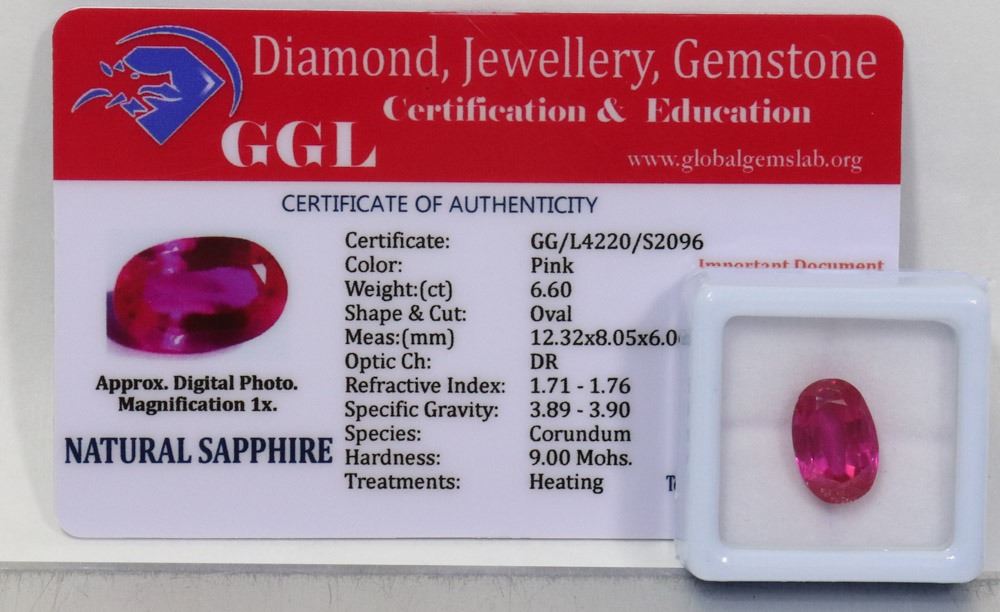 Diamond, Jewellery, Gemstone
Certification & Education
GGL
www.globalgemslab.org
CERTIFICATE OF AUTHENTICITY
Certificate: GG/L4220/S2096
Color: Pink
Important Document
Weight:(ct) 6.60
Shape & Cut: Oval
Meas:(mm) 12.32x8.05x6.0
Optic Ch: DR
Refractive Index: 1.71 - 1.76
Specific Gravity: 3.89 - 3.90
Species: Corundum
Hardness: 9.00 Mohs.
Treatments: Heating
Approx. Digital Photo.
Magnification 1x.
NATURAL SAPPHIRE